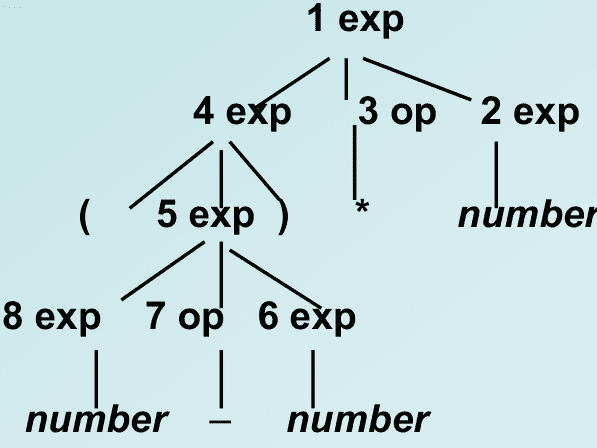 1 exp
4 exp 3 op 2 exp
( 5 exp ) * number
8 exp 7 op 6 exp
number – number